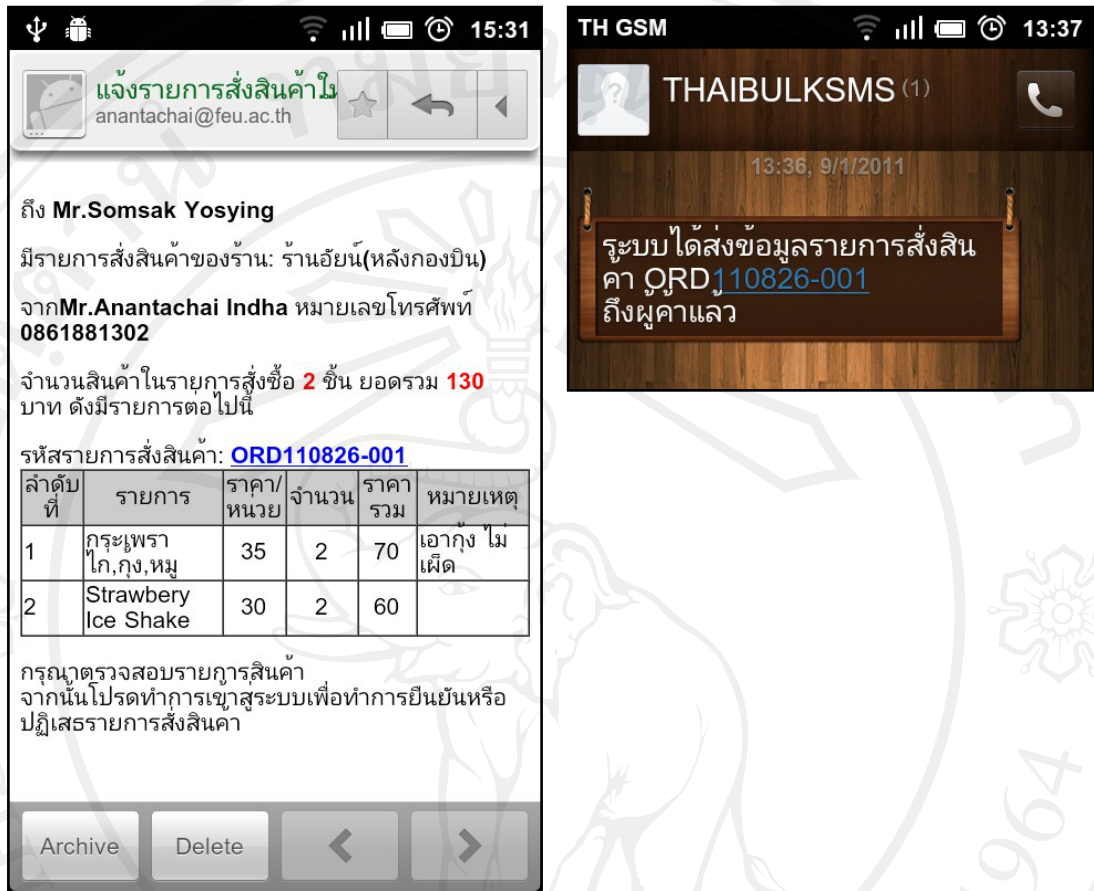 15:31
แจ้งรายการสั่งสินค้าให
anantachai@feu.ac.th
ถึง Mr.Somsak Yosying
มีรายการสั่งสินค้าของร้าน: ร้านอัยน์(หลังกองบิน)
จากMr.Anantachai Indha หมายเลขโทรศัพท์
0861881302
จำนวนสินค้าในรายการสั่งซื้อ 2 ชิ้น ยอดรวม 130
บาท ดังมีรายการต่อไปนี้
รหัสรายการสั่งสินค้า: ORD110826-001
ลำดับที่ รายการ ราคา/หน่วย จำนวน ราคารวม หมายเหตุ
1 กระเพราไก่,กุ้ง,หมู 35 2 70 เอากุ้ง ไม่เผ็ด
2 Strawbery Ice Shake 30 2 60
กรุณาตรวจสอบรายการสินค้า
จากนั้นโปรดทำการเข้าสู่ระบบเพื่อทำการยืนยันหรือ
ปฏิเสธรายการสั่งสินค้า
Archive Delete
TH GSM 13:37
THAIBULKSMS (1)
13:36, 9/1/2011
ระบบได้ส่งข้อมูลรายการสั่งสิน
ค้า ORD110826-001
ถึงผู้ค้าแล้ว
1964